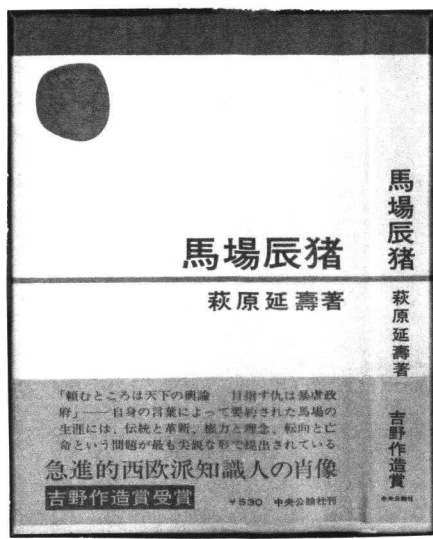 馬場辰猪
萩原延壽著
「頼むところは天下の輿論　目指す仇は暴虐政
府」——自身の言葉によって要約された馬場の
生涯には、伝統と革新、権力と理念、転向と亡
命という問題が最も尖鋭な形で提出されている
急進的西欧派知識人の肖像
吉野作造賞受賞
¥530 中央公論社刊
馬場辰猪
萩原延壽著
吉野作造賞
中央公論社